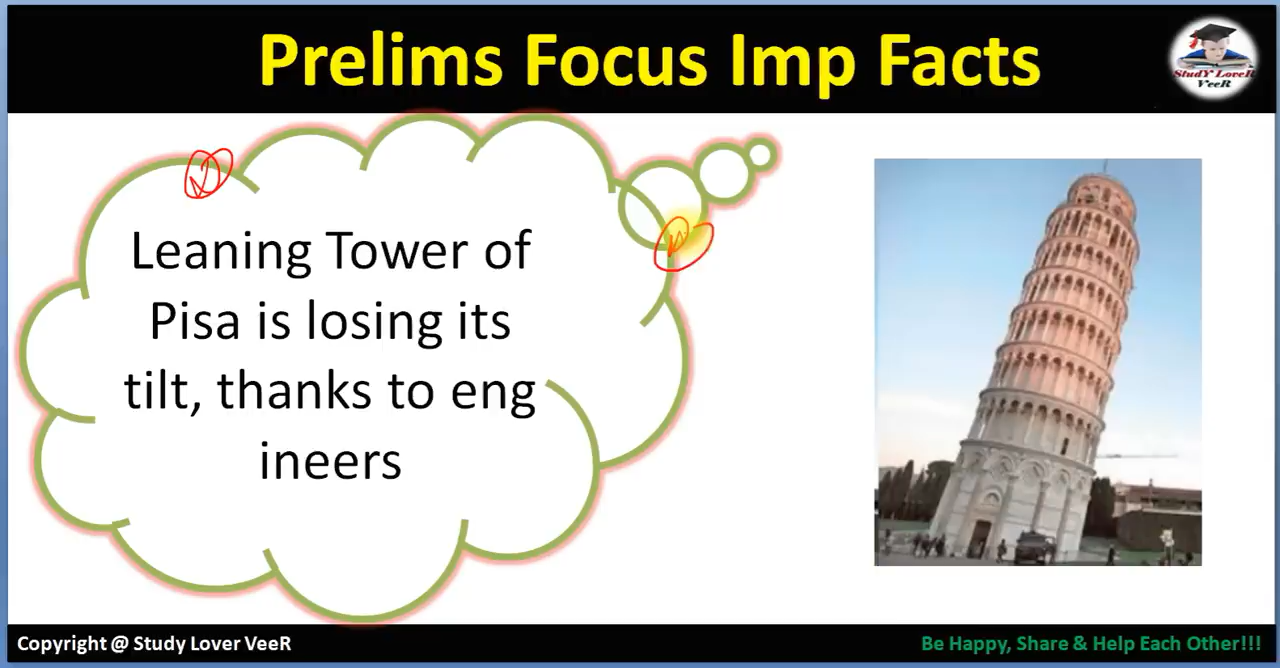 Prelims Focus Imp Facts
StudY LoveR
VeeR
Leaning Tower of
Pisa is losing its
tilt, thanks to eng
ineers
Copyright @ Study Lover VeeR
Be Happy, Share & Help Each Other!!!